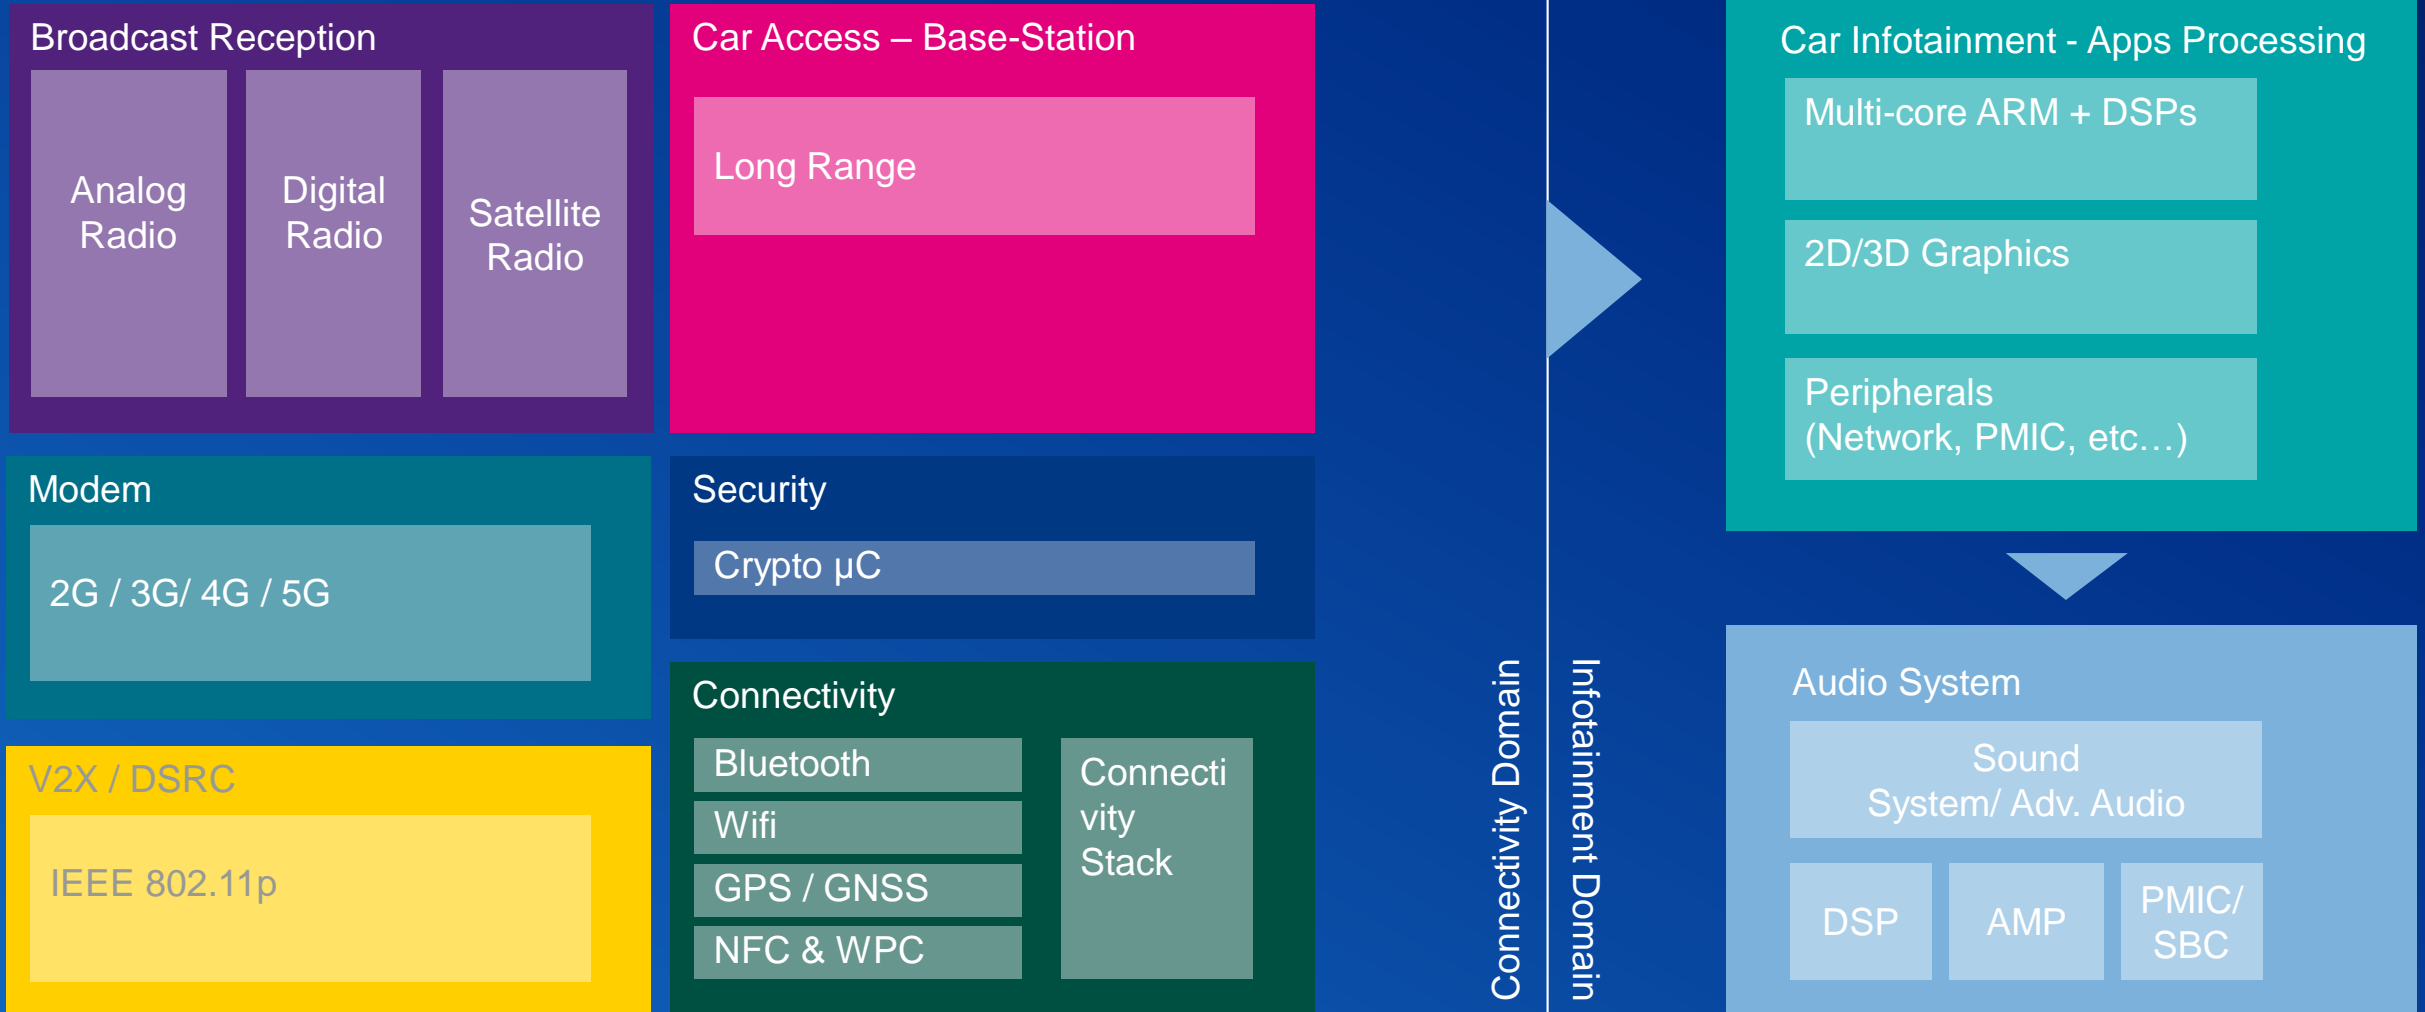 Broadcast Reception
Analog
Radio
Digital
Radio
Satellite
Radio
Car Access – Base-Station
Long Range
Modem
2G / 3G/ 4G / 5G
Security
Crypto µC
V2X / DSRC
IEEE 802.11p
Connectivity
Bluetooth
Wifi
GPS / GNSS
NFC & WPC
Connecti
vity
Stack
Connectivity Domain
Infotainment Domain
Car Infotainment - Apps Processing
Multi-core ARM + DSPs
2D/3D Graphics
Peripherals
(Network, PMIC, etc…)
Audio System
Sound
System/ Adv. Audio
DSP
AMP
PMIC/
SBC